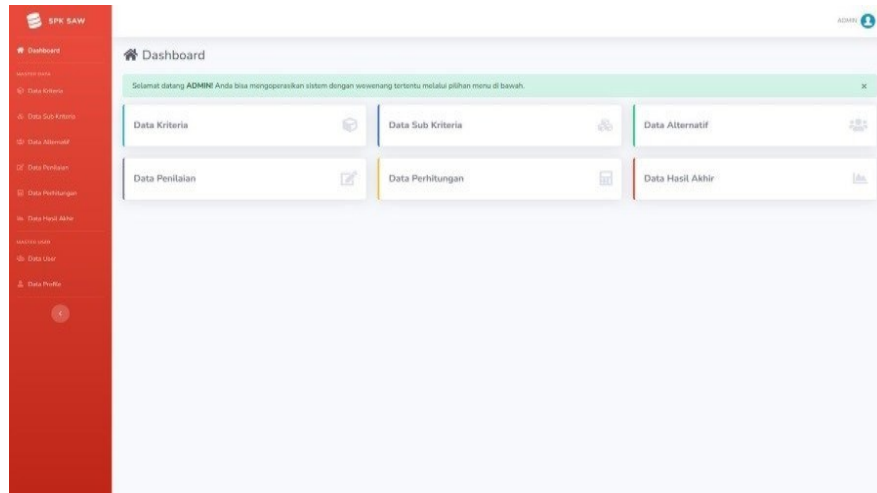 SPK SAW
ADMIN
Dashboard
MASTER DATA
Data Kriteria
Data Sub Kriteria
Data Alternatif
Data Penilaian
Data Perhitungan
Data Hasil Akhir
MASTER USER
Data User
Data Profile
Dashboard
Selamat datang ADMIN! Anda bisa mengoperasikan sistem dengan wewenang tertentu melalui pilihan menu di bawah.
Data Kriteria
Data Sub Kriteria
Data Alternatif
Data Penilaian
Data Perhitungan
Data Hasil Akhir